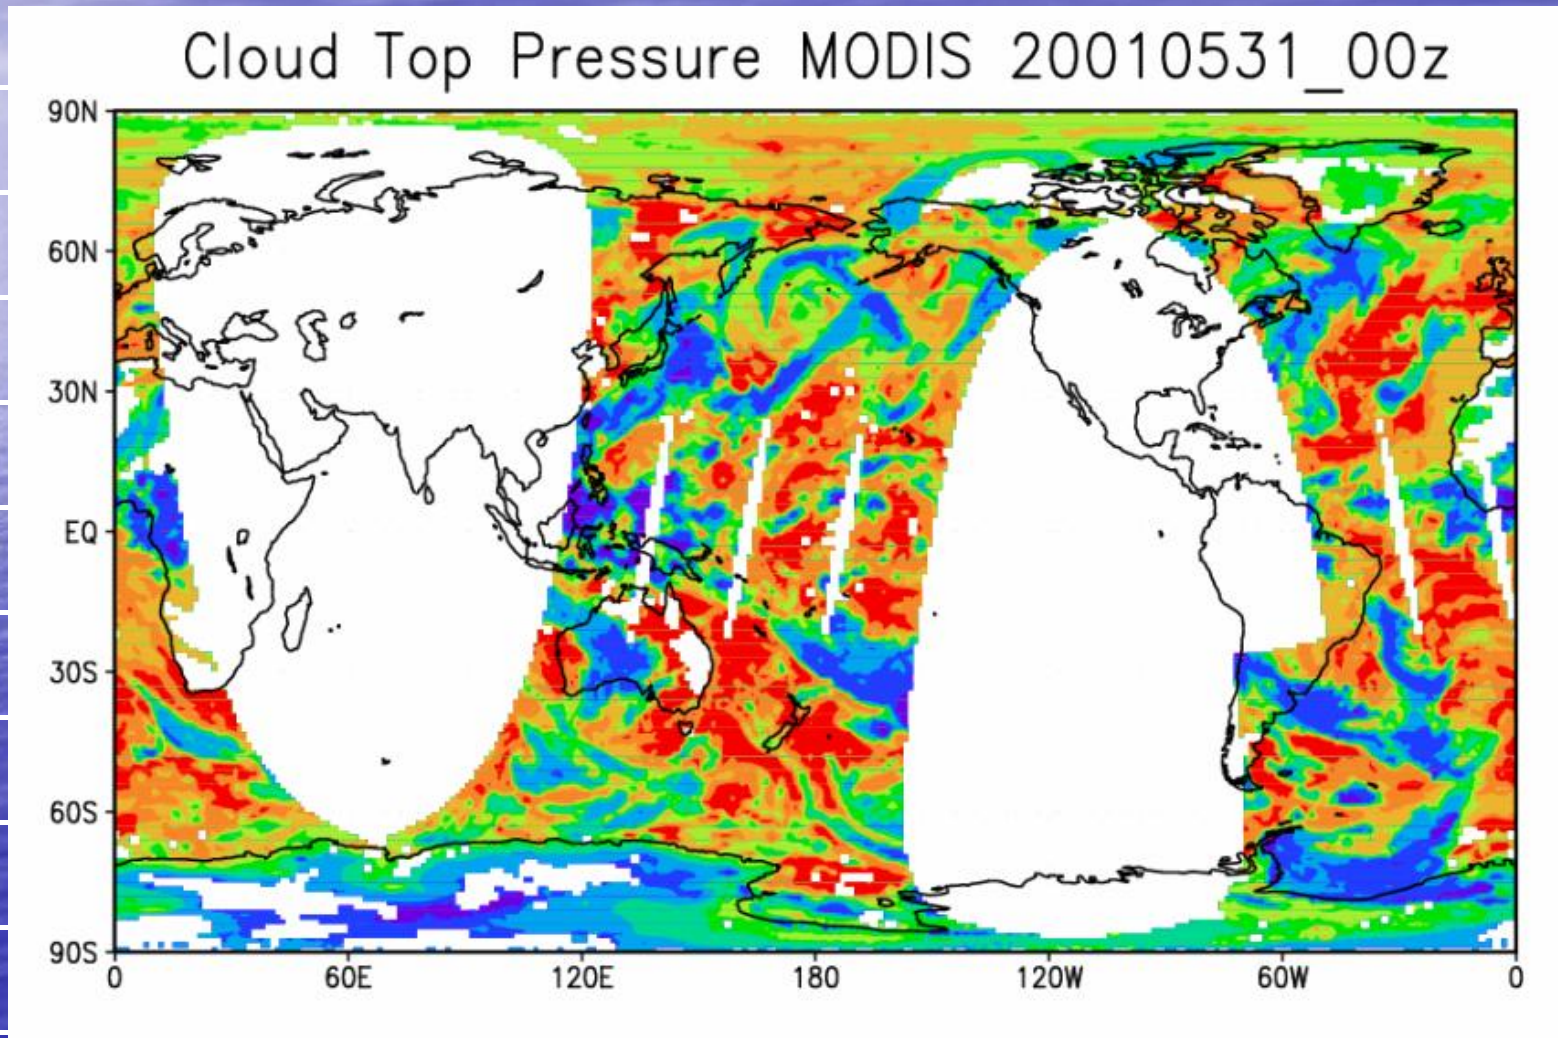 Cloud Top Pressure MODIS 20010531_00z
90N
60N
30N
EQ
30S
60S
90S
0 60E 120E 180 120W 60W 0